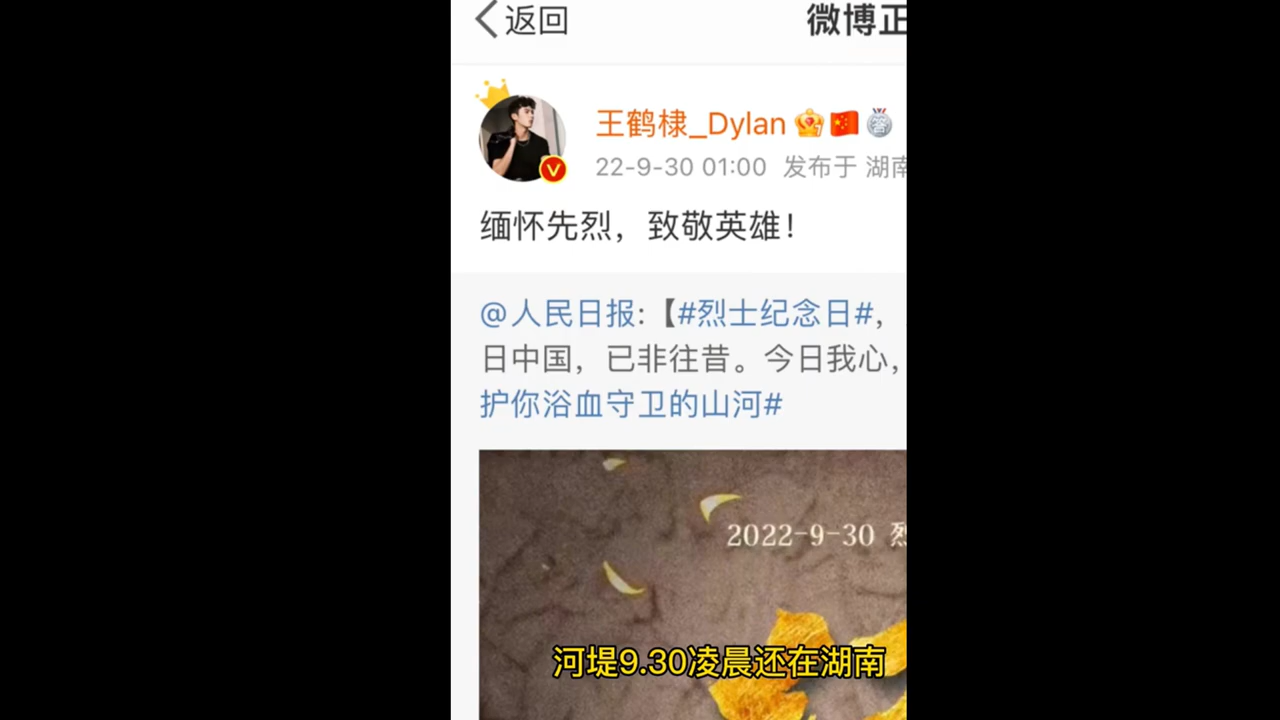 返回
微博正
王鹤棣_Dylan
22-9-30 01:00 发布于 湖南
缅怀先烈，致敬英雄！
@人民日报:【#烈士纪念日#，
日中国，已非往昔。今日我心，
护你浴血守卫的山河#
2022-9-30 烈
河堤9.30凌晨还在湖南